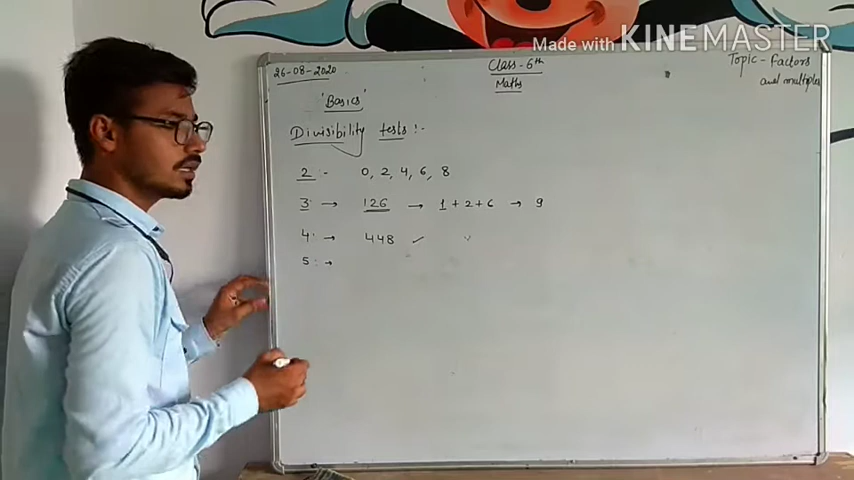 Made with KINEMASTER
26-08-2020
Class-6th
Maths
Topic-Factors
and multiples
Basics
Divisibility tests :-
2 :- 0, 2, 4, 6, 8
3 → 126 → 1 + 2 + 6 → 9
4: → 448 ✓
5: →